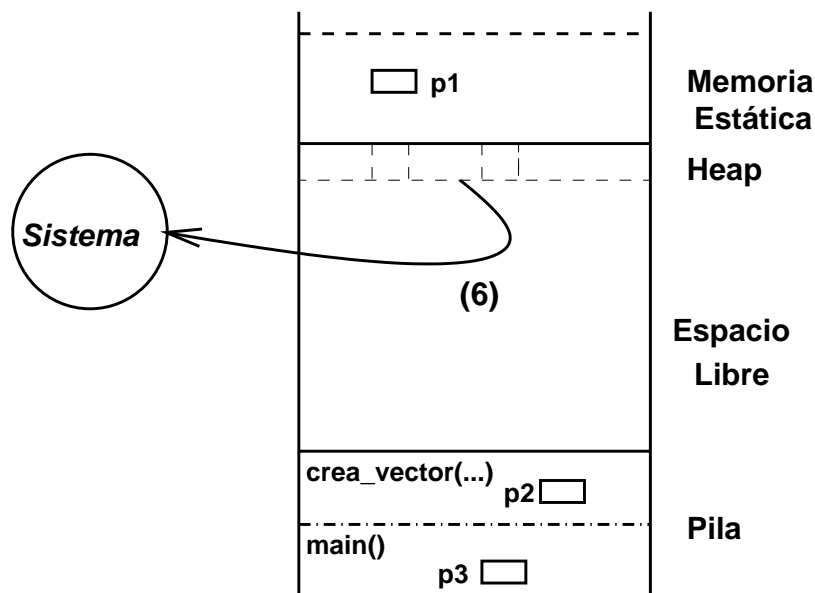 p1
Memoria
Estática
Heap
Sistema
(6)
Espacio
Libre
crea_vector(...)
p2
Pila
main()
p3